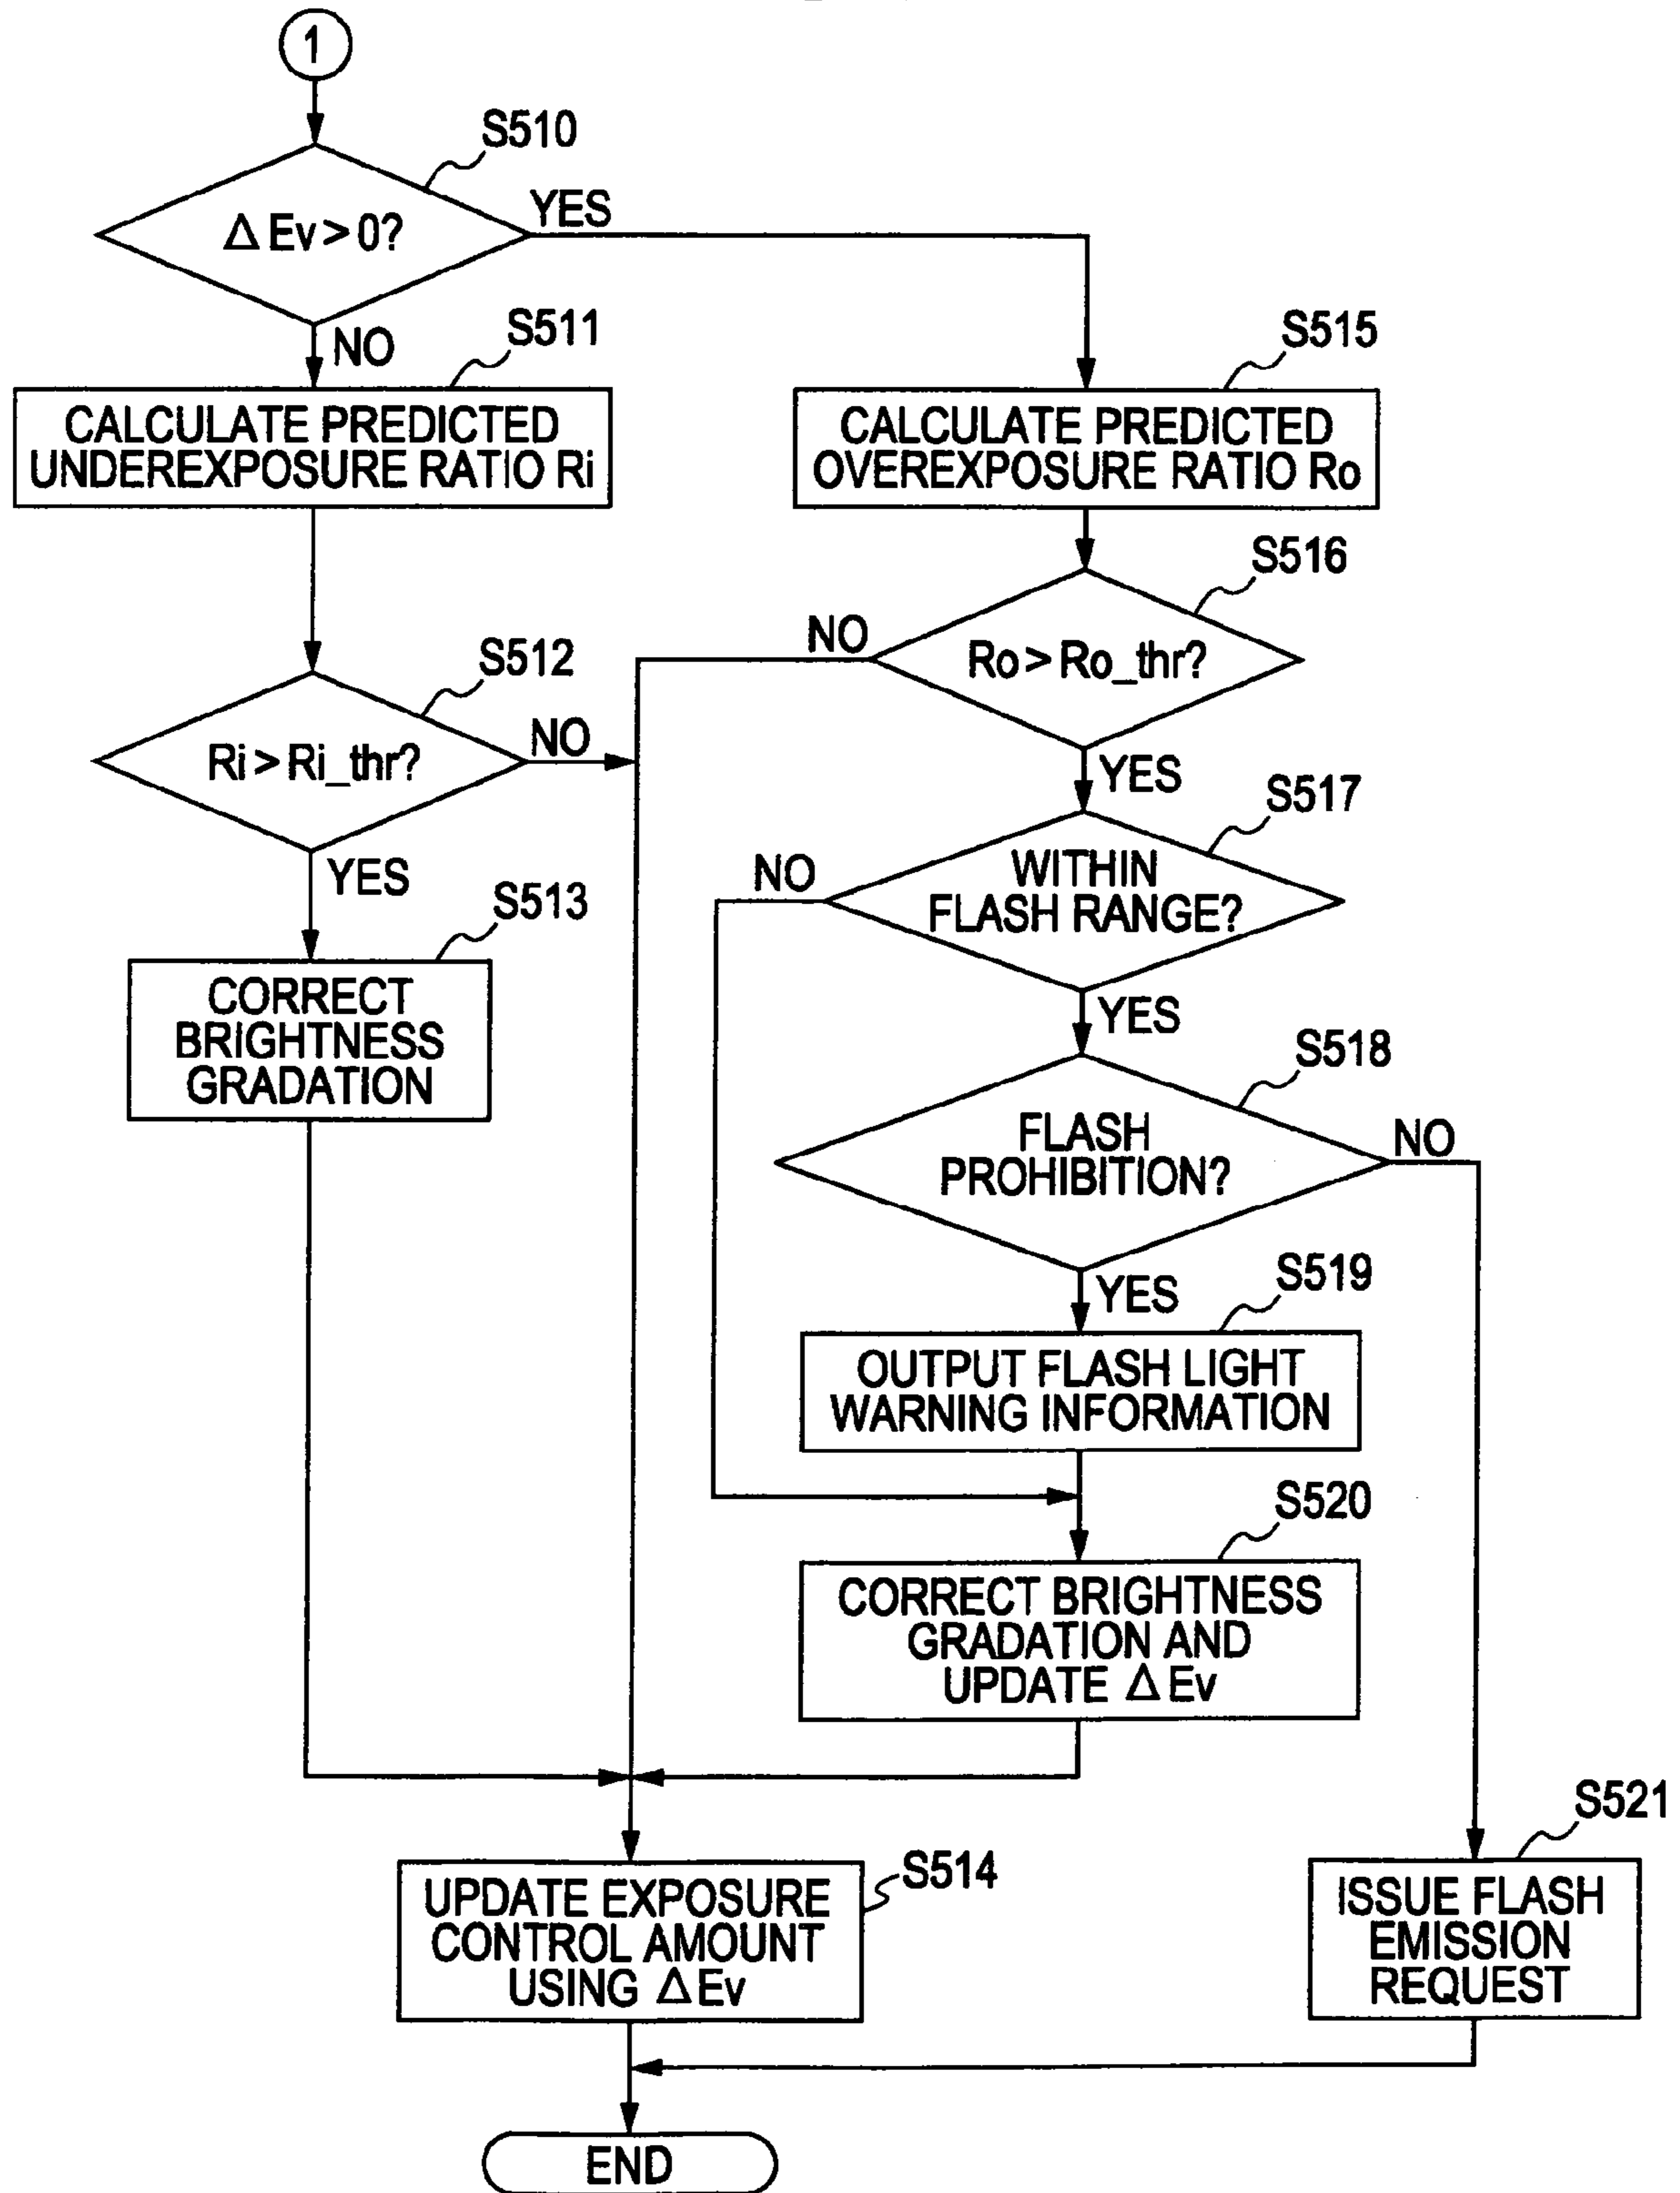 1
S510
ΔEv>0?
YES
NO
S511
CALCULATE PREDICTED
UNDEREXPOSURE RATIO Ri
S515
CALCULATE PREDICTED
OVEREXPOSURE RATIO Ro
S516
NO
Ro>Ro_thr?
YES
S512
Ri>Ri_thr?
NO
YES
S517
NO
WITHIN
FLASH RANGE?
YES
S513
CORRECT
BRIGHTNESS
GRADATION
S518
FLASH
PROHIBITION?
NO
YES
S519
OUTPUT FLASH LIGHT
WARNING INFORMATION
S520
CORRECT BRIGHTNESS
GRADATION AND
UPDATE ΔEv
S514
UPDATE EXPOSURE
CONTROL AMOUNT
USING ΔEv
S521
ISSUE FLASH
EMISSION
REQUEST
END